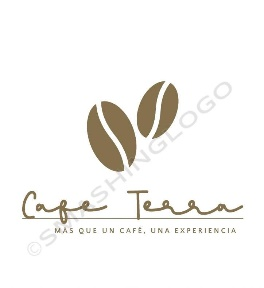 Cafe Terra
MÁS QUE UN CAFÉ, UNA EXPERIENCIA
©SMASHINGLOGO